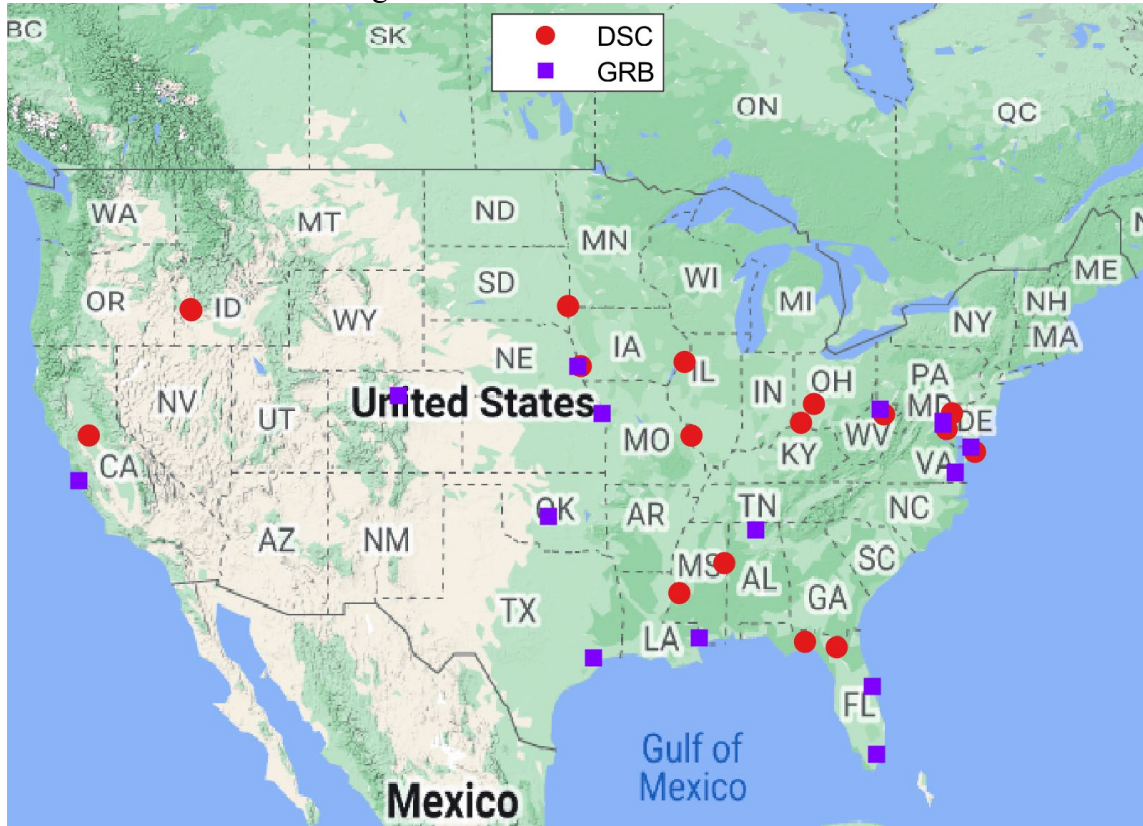 DSC
GRB
BC
SK
ON
QC
WA
MT
ND
MN
OR
ID
SD
WI
MI
NY
NH
ME
MA
WY
NE
IA
IL
IN
OH
PA
NV
UT
United States
MO
KY
WV
MD
DE
VA
CA
AZ
NM
OK
AR
TN
NC
SC
MS
AL
GA
TX
LA
FL
Gulf of
Mexico
Mexico